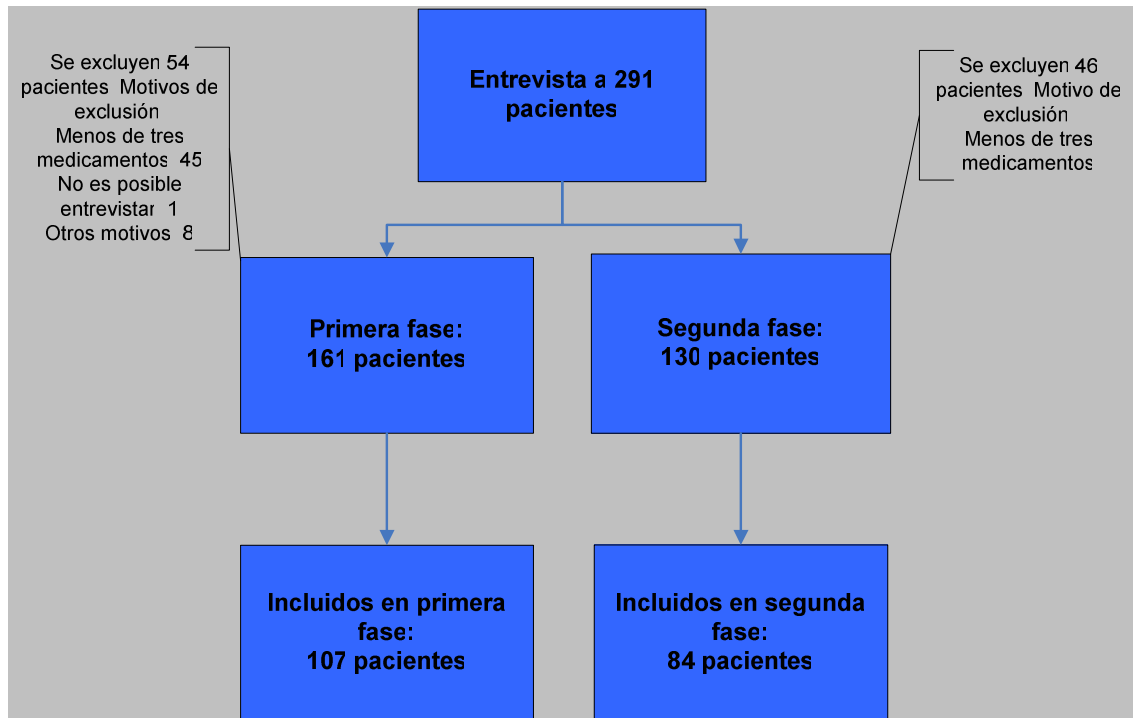 Se excluyen 54
pacientes Motivos de
exclusión
Menos de tres
medicamentos 45
No es posible
entrevistar 1
Otros motivos 8
Entrevista a 291
pacientes
Se excluyen 46
pacientes Motivo de
exclusión
Menos de tres
medicamentos
Primera fase:
161 pacientes
Segunda fase:
130 pacientes
Incluidos en primera
fase:
107 pacientes
Incluidos en segunda
fase:
84 pacientes